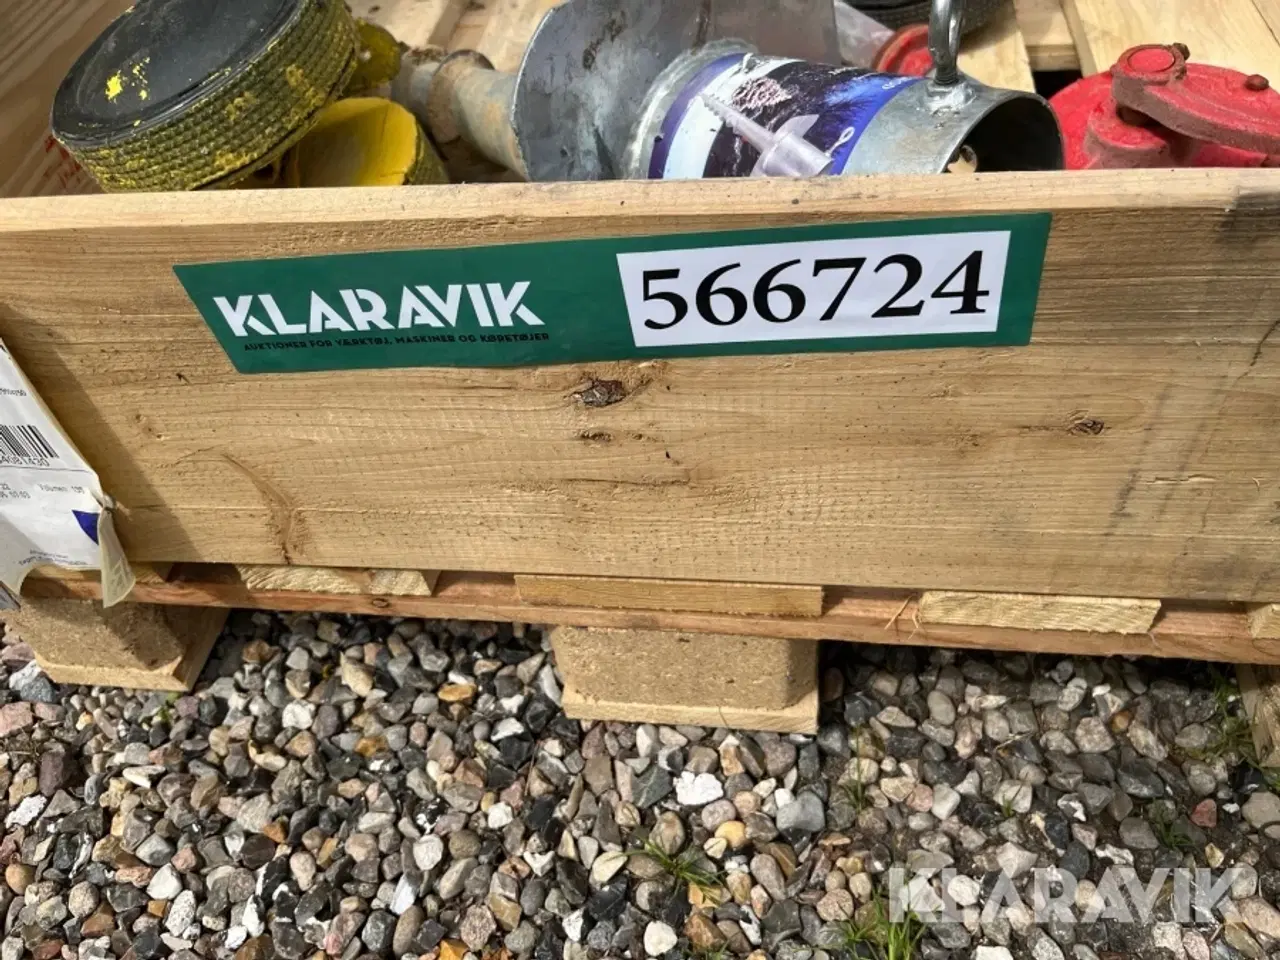 KLARAVIK
AUKTIONER FOR VÆRKTØJ, MASKINER OG KØRETØJER
566724
KLARAVIK